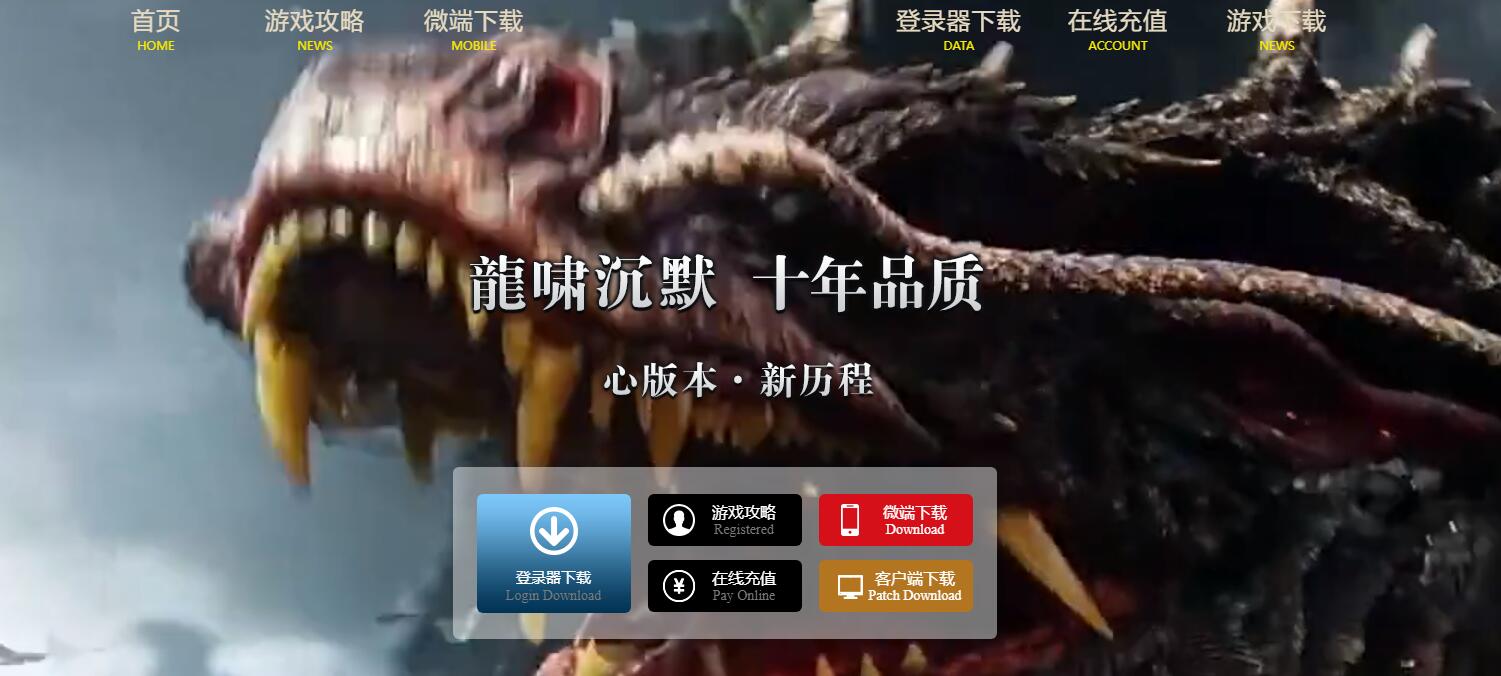 首页
HOME
游戏攻略
NEWS
微端下载
MOBILE
登录器下载
DATA
在线充值
ACCOUNT
游戏下载
NEWS
龍啸沉默 十年品质
心版本·新历程
登录器下载
Login Download
游戏攻略
Registered
微端下载
Download
在线充值
Pay Online
客户端下载
Patch Download